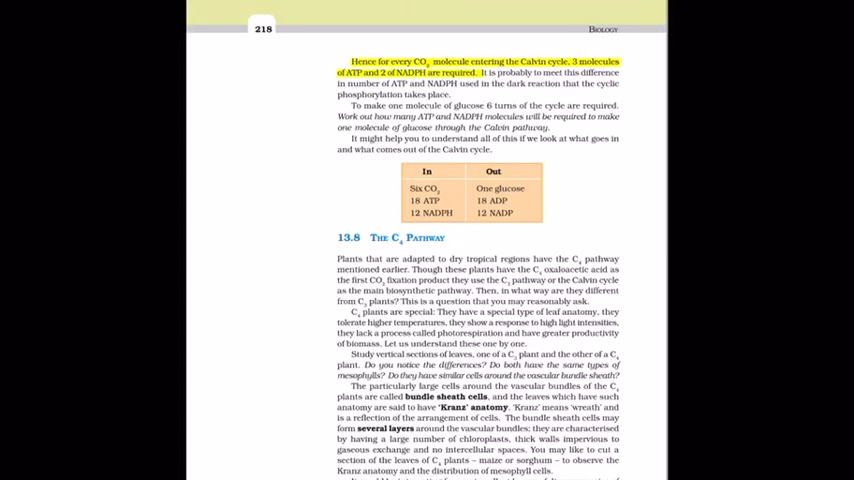 218
BIOLOGY
Hence for every CO2 molecule entering the Calvin cycle, 3 molecules
of ATP and 2 of NADPH are required. It is probably to meet this difference
in number of ATP and NADPH used in the dark reaction that the cyclic
phosphorylation takes place.
To make one molecule of glucose 6 turns of the cycle are required.
Work out how many ATP and NADPH molecules will be required to make
one molecule of glucose through the Calvin pathway.
It might help you to understand all of this if we look at what goes in
and what comes out of the Calvin cycle.
In Out
Six CO2 One glucose
18 ATP 18 ADP
12 NADPH 12 NADP
13.8 THE C4 PATHWAY
Plants that are adapted to dry tropical regions have the C4 pathway
mentioned earlier. Though these plants have the C4 oxaloacetic acid as
the first CO2 fixation product they use the C3 pathway or the Calvin cycle
as the main biosynthetic pathway. Then, in what way are they different
from C3 plants? This is a question that you may reasonably ask.
C4 plants are special: They have a special type of leaf anatomy, they
tolerate higher temperatures, they show a response to high light intensities,
they lack a process called photorespiration and have greater productivity
of biomass. Let us understand these one by one.
Study vertical sections of leaves, one of a C3 plant and the other of a C4
plant. Do you notice the differences? Do both have the same types of
mesophylls? Do they have similar cells around the vascular bundle sheath?
The particularly large cells around the vascular bundles of the C4
plants are called bundle sheath cells, and the leaves which have such
anatomy are said to have ‘Kranz’ anatomy. ‘Kranz’ means ‘wreath’ and
is a reflection of the arrangement of cells. The bundle sheath cells may
form several layers around the vascular bundles; they are characterised
by having a large number of chloroplasts, thick walls impervious to
gaseous exchange and no intercellular spaces. You may like to cut a
section of the leaves of C4 plants – maize or sorghum – to observe the
Kranz anatomy and the distribution of mesophyll cells.